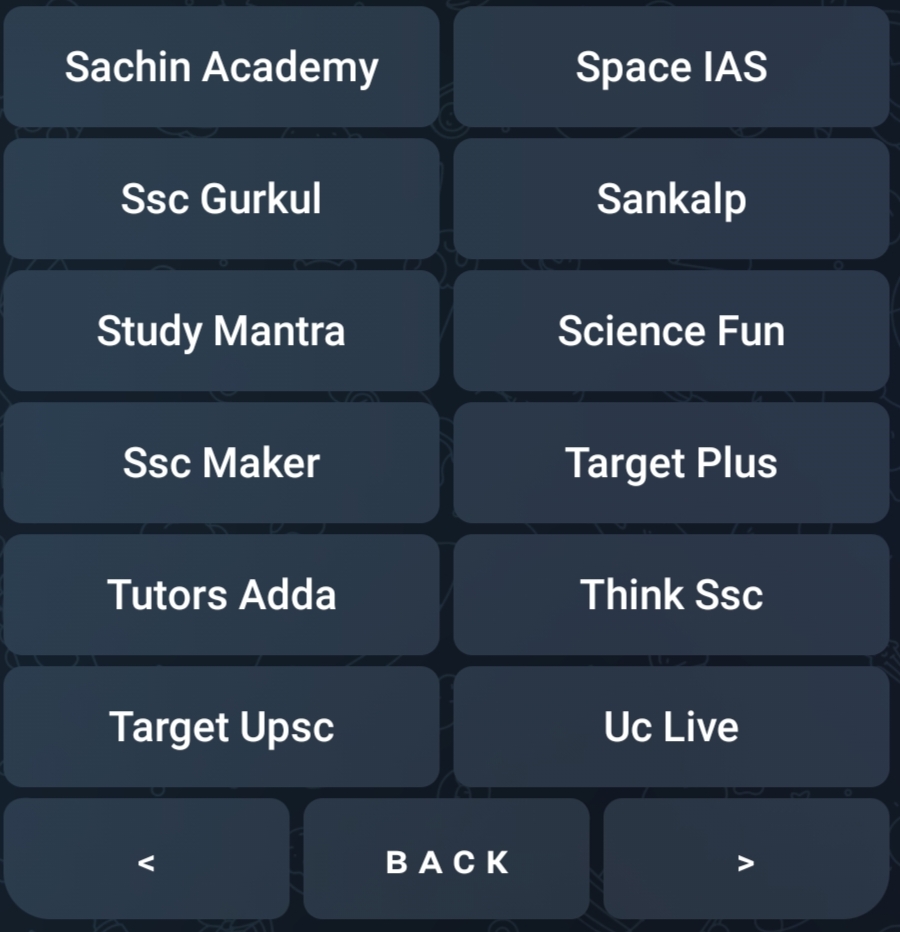 Sachin Academy
Space IAS
Ssc Gurkul
Sankalp
Study Mantra
Science Fun
Ssc Maker
Target Plus
Tutors Adda
Think Ssc
Target Upsc
Uc Live
<
BACK
>